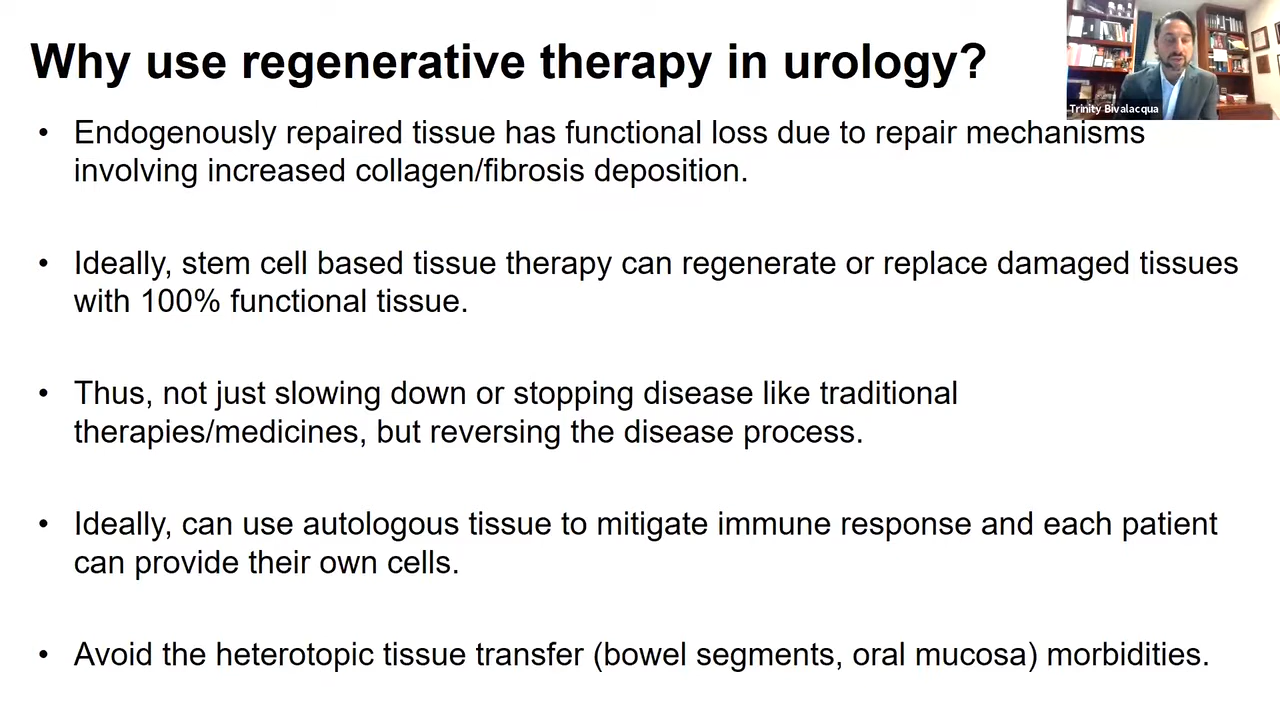 Why use regenerative therapy in urology?
Trinity Bivalacqua
• Endogenously repaired tissue has functional loss due to repair mechanisms
involving increased collagen/fibrosis deposition.
• Ideally, stem cell based tissue therapy can regenerate or replace damaged tissues
with 100% functional tissue.
• Thus, not just slowing down or stopping disease like traditional
therapies/medicines, but reversing the disease process.
• Ideally, can use autologous tissue to mitigate immune response and each patient
can provide their own cells.
• Avoid the heterotopic tissue transfer (bowel segments, oral mucosa) morbidities.